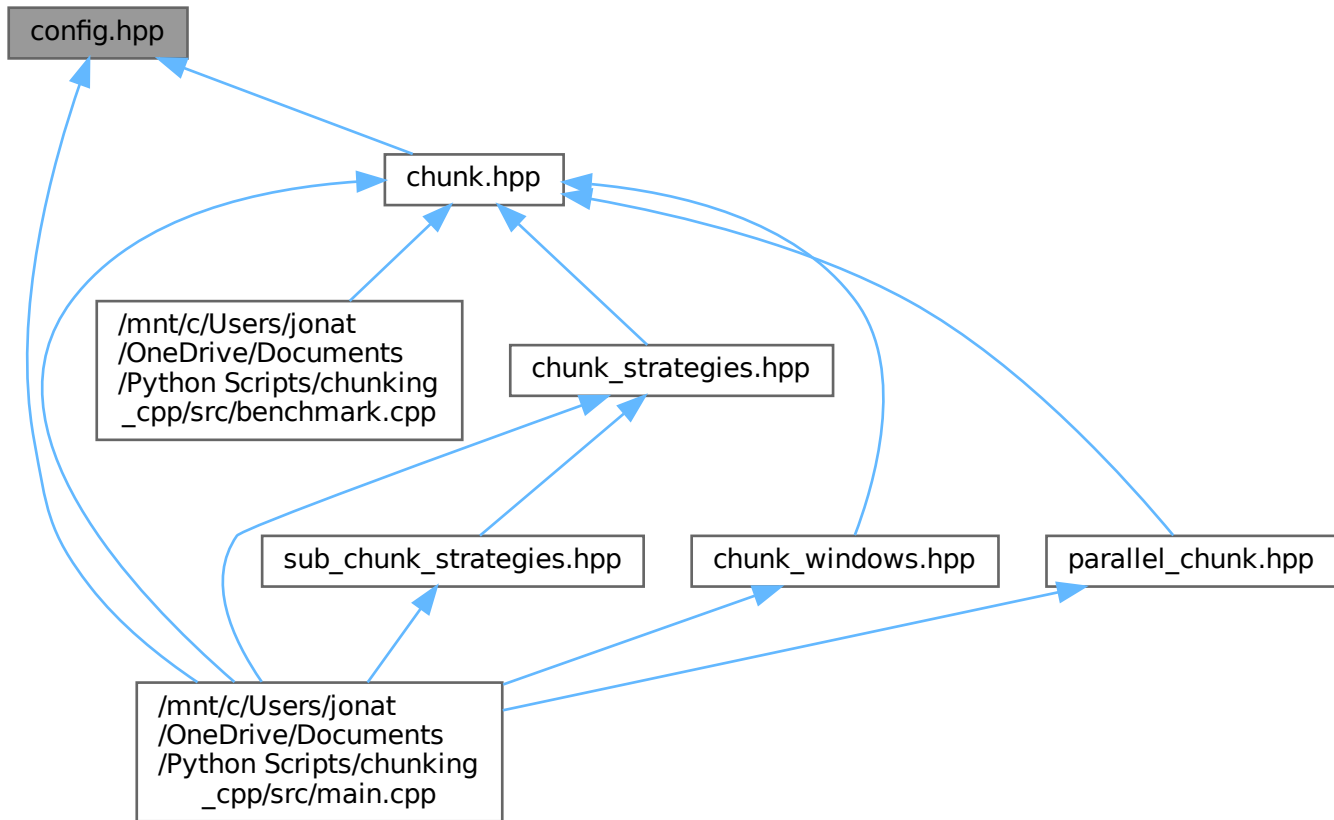 config.hpp
chunk.hpp
/mnt/c/Users/jonat
/OneDrive/Documents
/Python Scripts/chunking
_cpp/src/benchmark.cpp
chunk_strategies.hpp
sub_chunk_strategies.hpp
chunk_windows.hpp
parallel_chunk.hpp
/mnt/c/Users/jonat
/OneDrive/Documents
/Python Scripts/chunking
_cpp/src/main.cpp